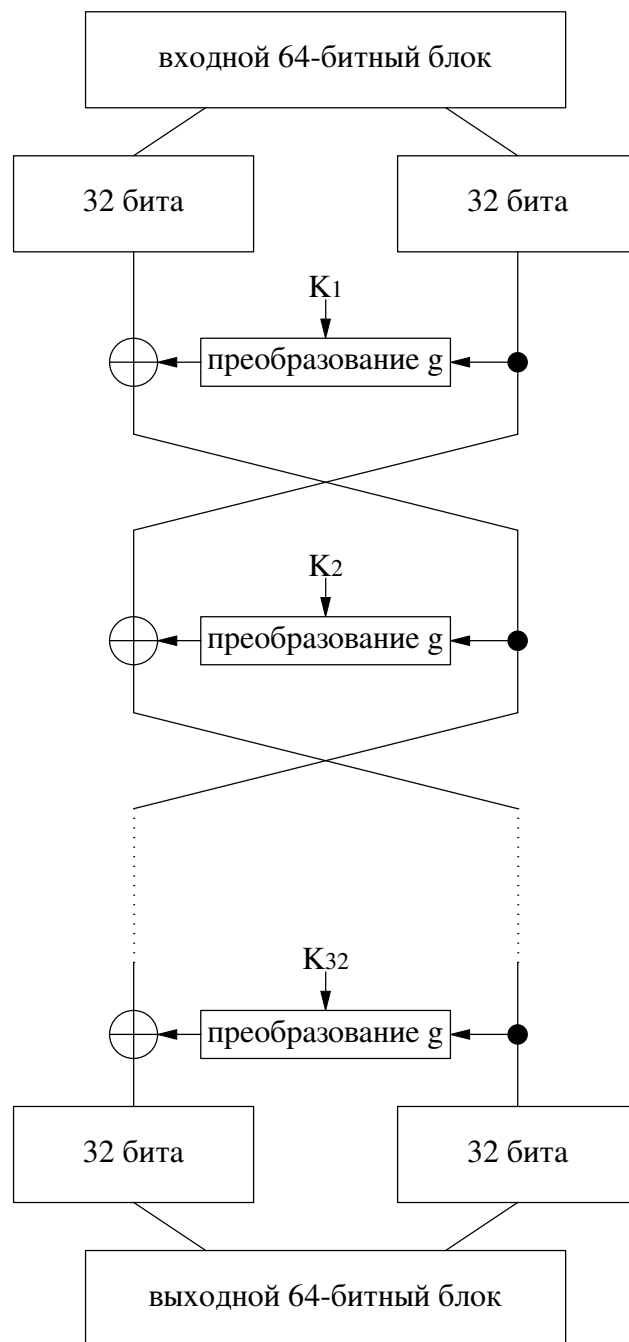 входной 64-битный блок
32 бита 32 бита
K1
преобразование g
K2
преобразование g
K32
преобразование g
32 бита 32 бита
выходной 64-битный блок